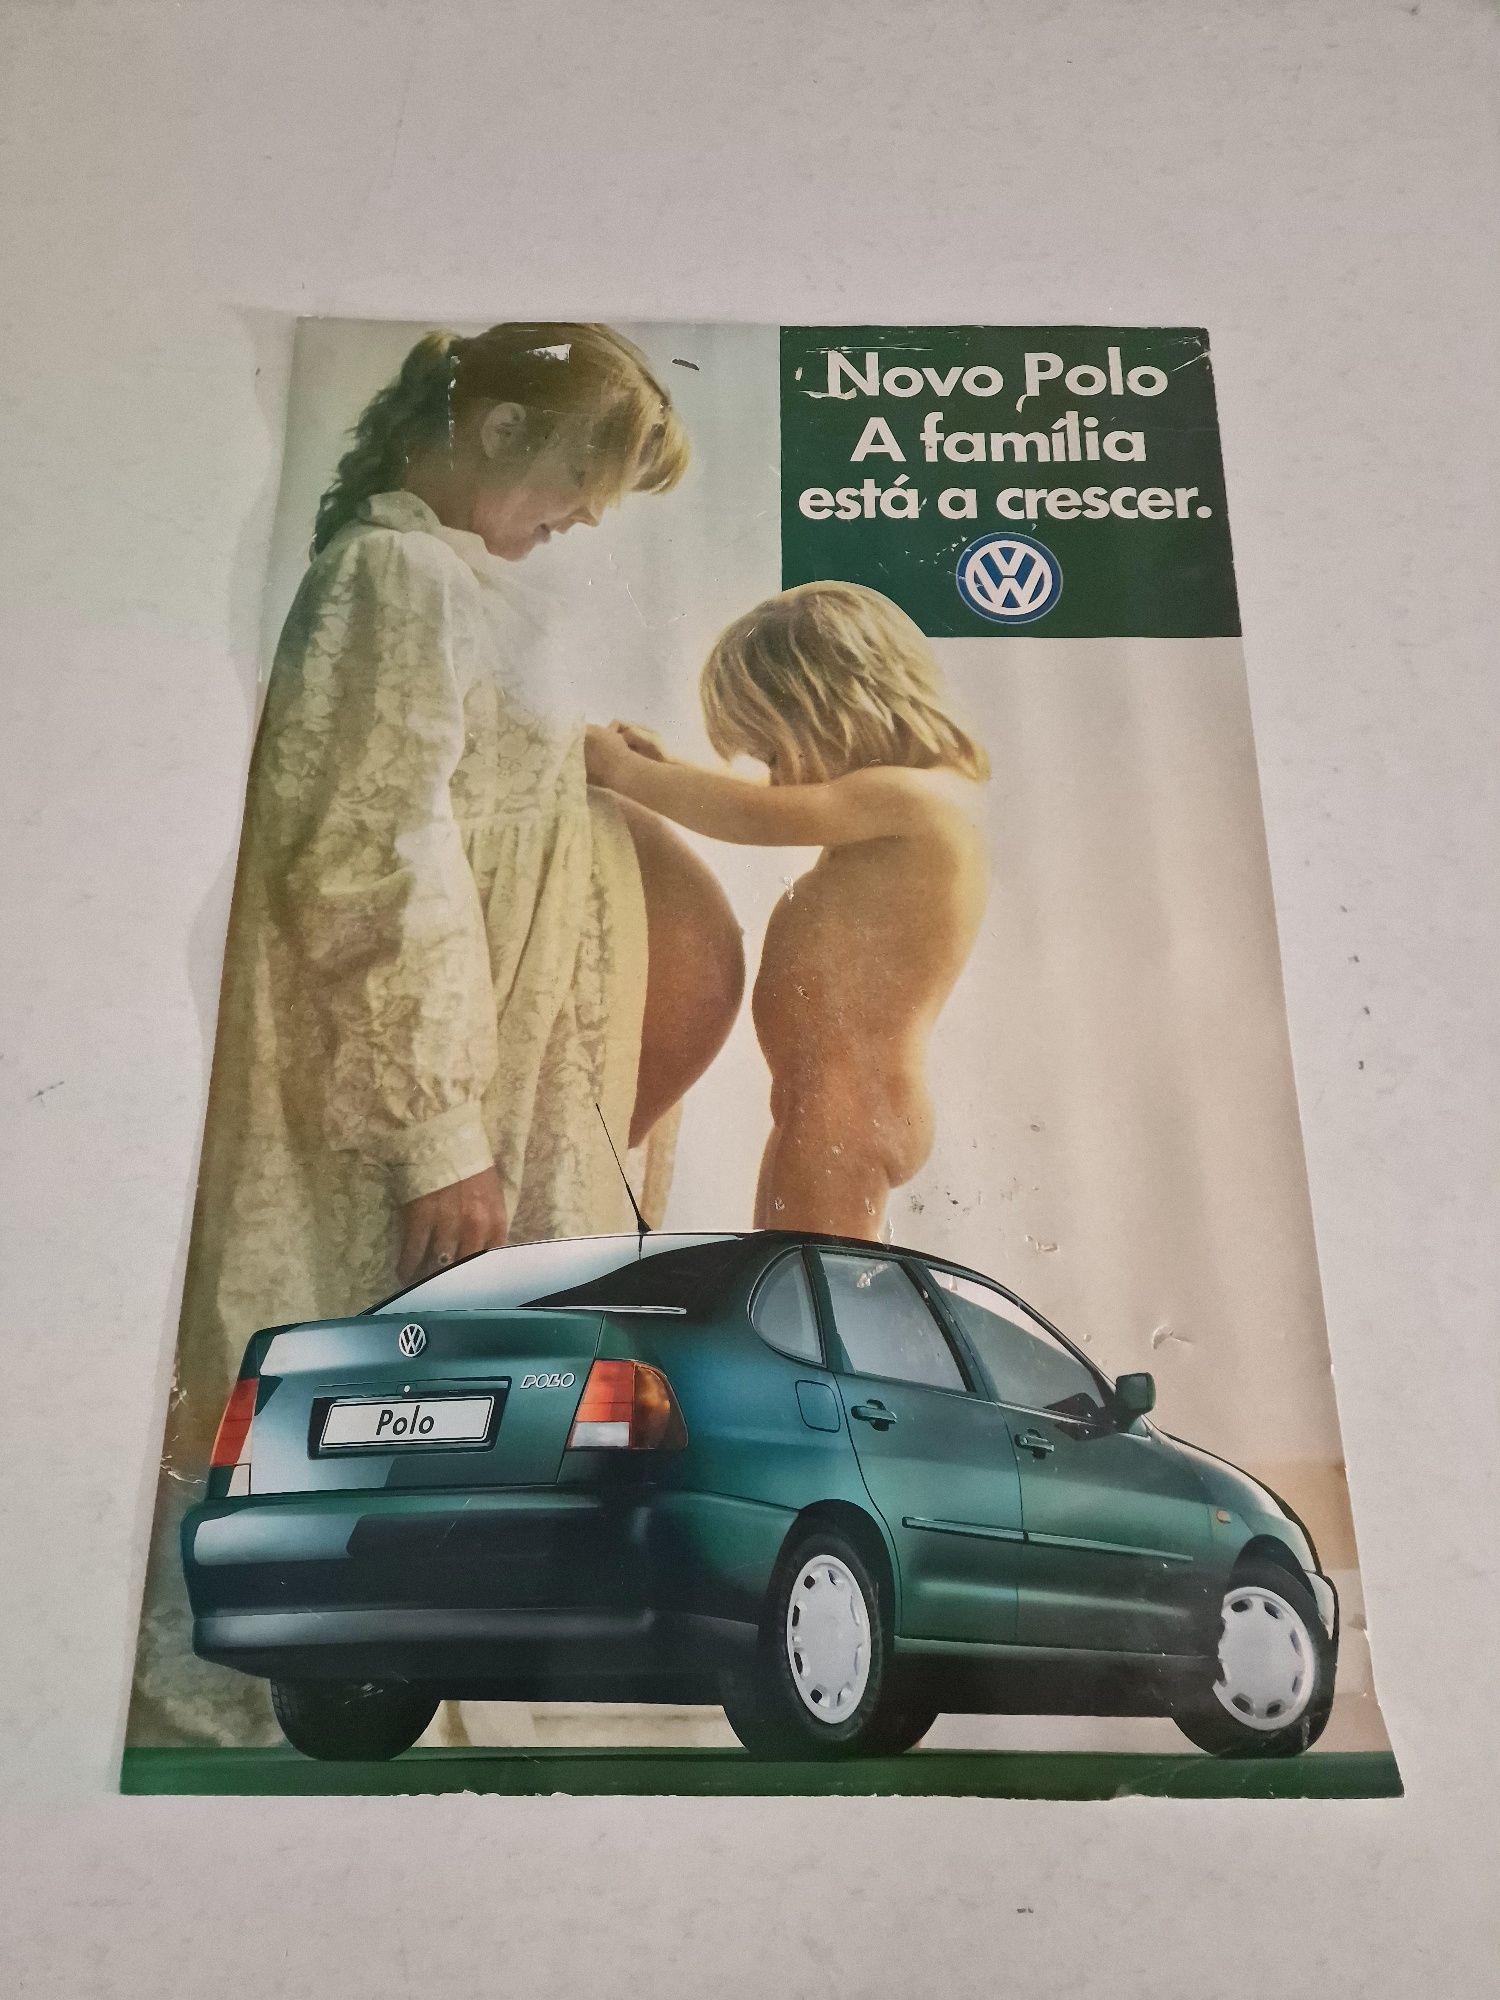 Novo Polo
A família
está a crescer.
VW
VW
POLO
Polo